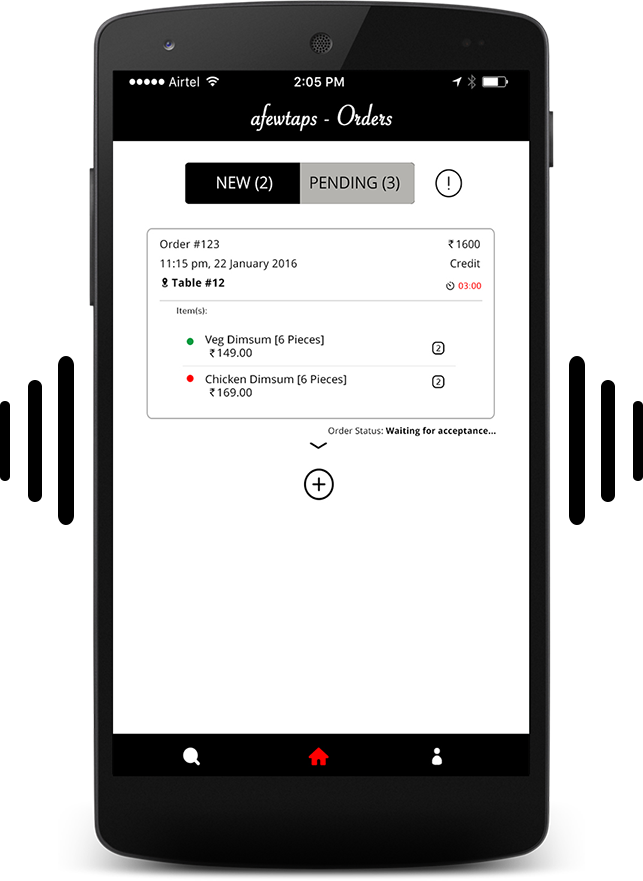 Airtel 2:05 PM
afewtaps - Orders
NEW (2) PENDING (3) !
Order #123 ₹1600
11:15 pm, 22 January 2016 Credit
Table #12 03:00
Item(s):
Veg Dimsum [6 Pieces] 2
₹149.00
Chicken Dimsum [6 Pieces] 2
₹169.00
Order Status: Waiting for acceptance...